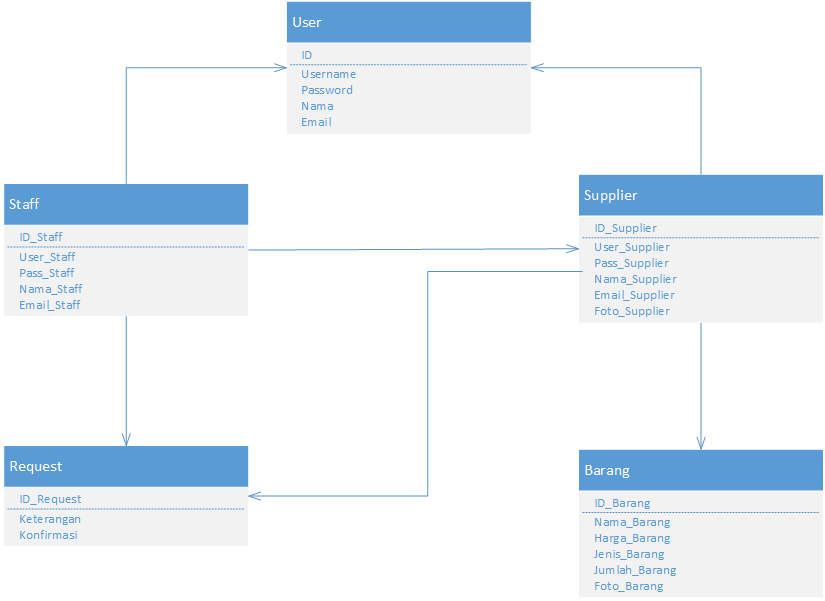 User
ID
Username
Password
Nama
Email
Staff
ID_Staff
User_Staff
Pass_Staff
Nama_Staff
Email_Staff
Supplier
ID_Supplier
User_Supplier
Pass_Supplier
Nama_Supplier
Email_Supplier
Foto_Supplier
Request
ID_Request
Keterangan
Konfirmasi
Barang
ID_Barang
Nama_Barang
Harga_Barang
Jenis_Barang
Jumlah_Barang
Foto_Barang